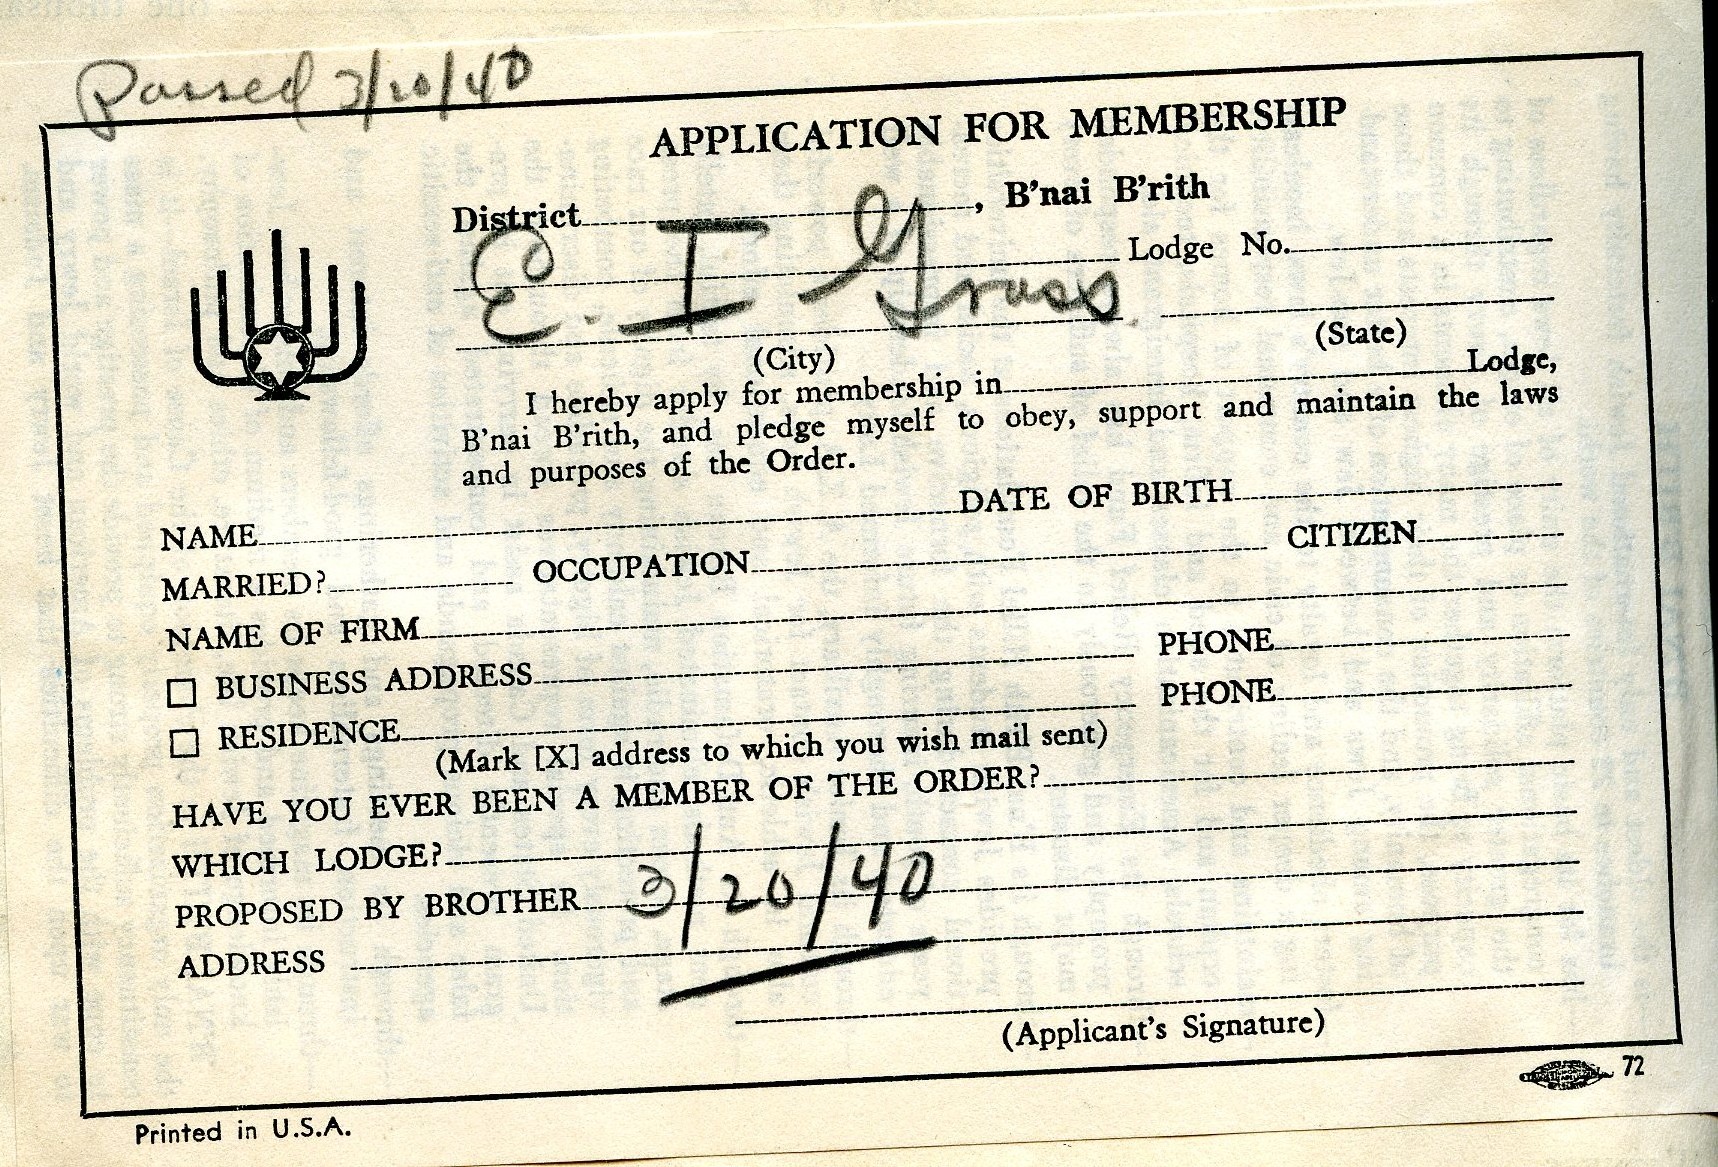 Passed 3/20/40
APPLICATION FOR MEMBERSHIP
District, B'nai B'rith
E. I Gross
Lodge No.
(City) (State)
I hereby apply for membership in Lodge,
B'nai B'rith, and pledge myself to obey, support and maintain the laws
and purposes of the Order.
NAME DATE OF BIRTH
MARRIED? OCCUPATION CITIZEN
NAME OF FIRM
☐ BUSINESS ADDRESS PHONE
☐ RESIDENCE PHONE
(Mark [X] address to which you wish mail sent)
HAVE YOU EVER BEEN A MEMBER OF THE ORDER?
WHICH LODGE?
PROPOSED BY BROTHER 3/20/40
ADDRESS
(Applicant's Signature)
72
Printed in U.S.A.